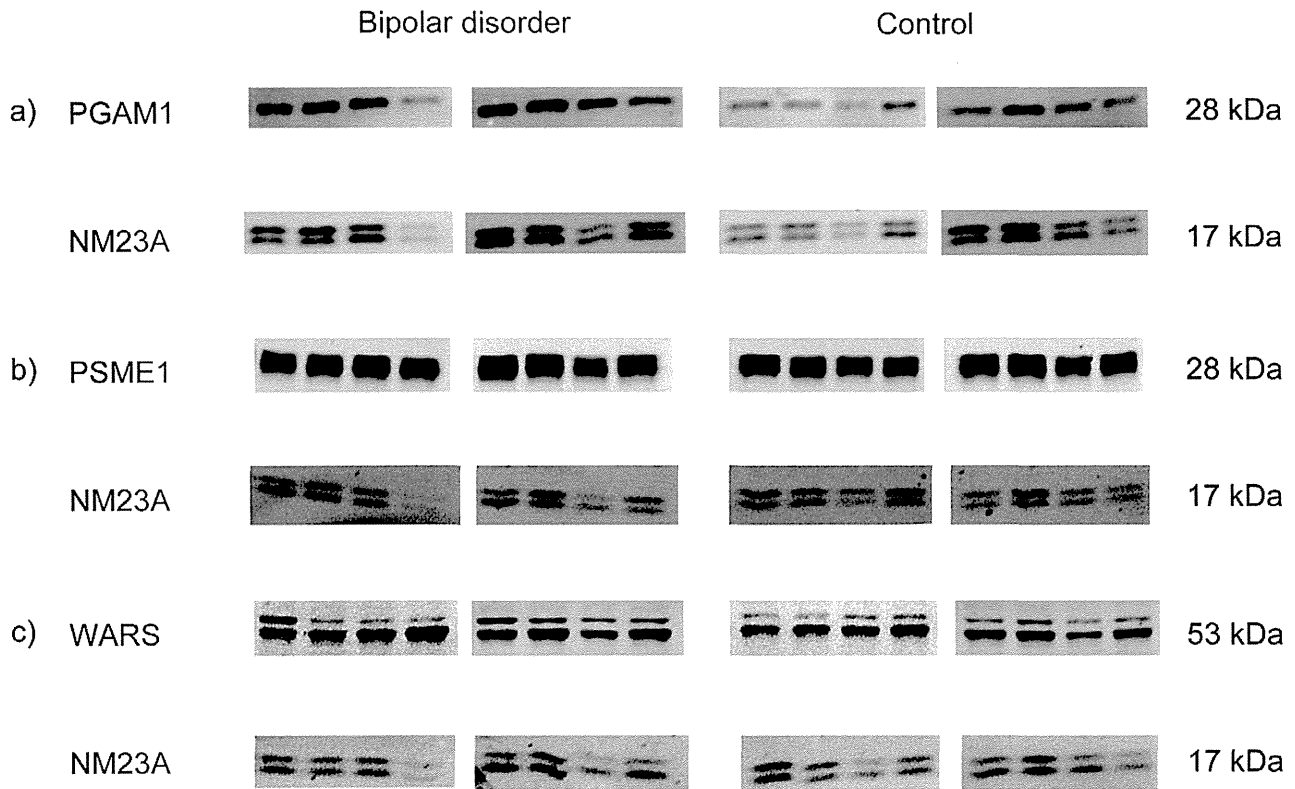 Bipolar disorder Control
a) PGAM1 28 kDa
NM23A 17 kDa
b) PSME1 28 kDa
NM23A 17 kDa
c) WARS 53 kDa
NM23A 17 kDa